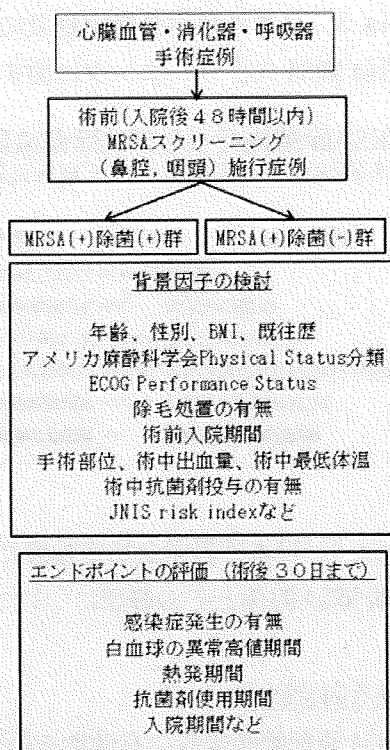 心臓血管・消化器・呼吸器
手術症例
術前(入院後48時間以内)
MRSAスクリーニング
(鼻腔,咽頭)施行症例
MRSA(+)除菌(+)群
MRSA(+)除菌(-)群
背景因子の検討
年齢、性別、BMI、既往歴
アメリカ麻酔科学会Physical Status分類
ECOG Performance Status
除毛処置の有無
術前入院期間
手術部位、術中出血量、術中最低体温
術中抗菌剤投与の有無
JNIS risk indexなど
エンドポイントの評価 (術後30日まで)
感染症発生の有無
白血球の異常高値期間
熱発期間
抗菌剤使用期間
入院期間など